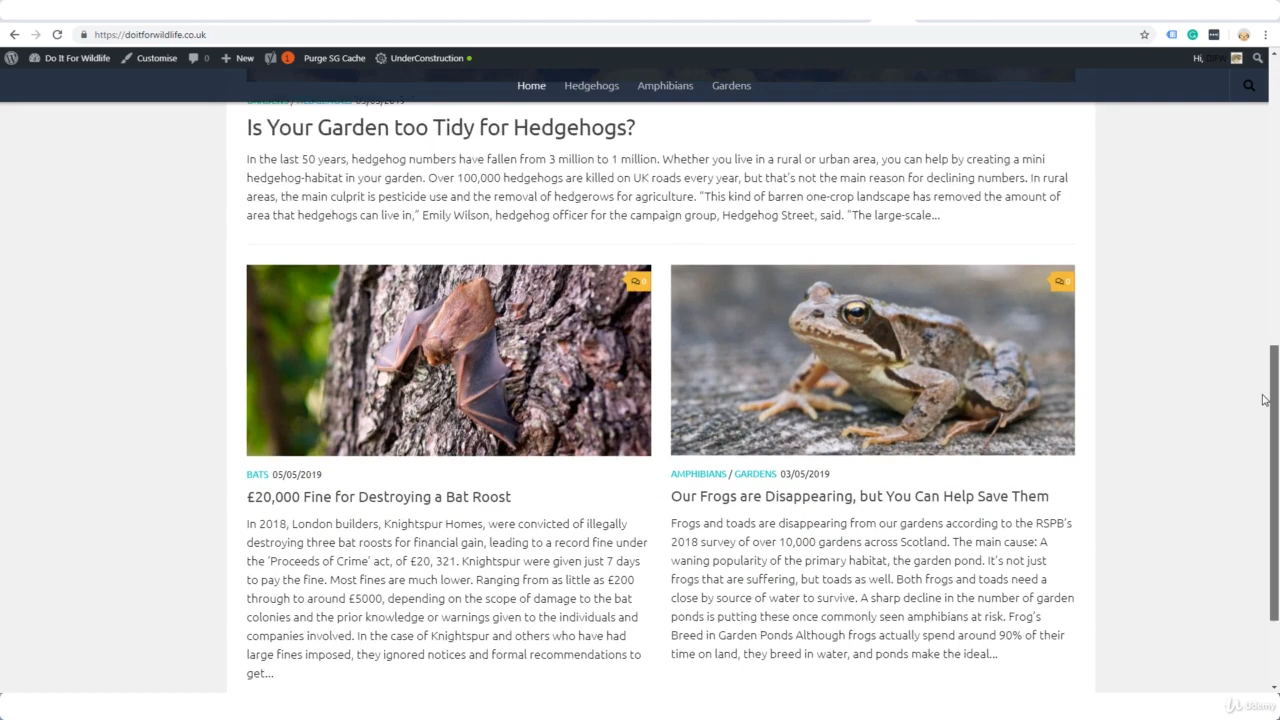 https://doitforwildlife.co.uk
Do It For Wildlife Customise 0 New 1 Purge SG Cache UnderConstruction Hi,
Home Hedgehogs Amphibians Gardens
Is Your Garden too Tidy for Hedgehogs?
In the last 50 years, hedgehog numbers have fallen from 3 million to 1 million. Whether you live in a rural or urban area, you can help by creating a mini
hedgehog-habitat in your garden. Over 100,000 hedgehogs are killed on UK roads every year, but that's not the main reason for declining numbers. In rural
areas, the main culprit is pesticide use and the removal of hedgerows for agriculture. "This kind of barren one-crop landscape has removed the amount of
area that hedgehogs can live in," Emily Wilson, hedgehog officer for the campaign group, Hedgehog Street, said. "The large-scale...
0
BATS 05/05/2019
£20,000 Fine for Destroying a Bat Roost
In 2018, London builders, Knightspur Homes, were convicted of illegally
destroying three bat roosts for financial gain, leading to a record fine under
the 'Proceeds of Crime' act, of £20, 321. Knightspur were given just 7 days
to pay the fine. Most fines are much lower. Ranging from as little as £200
through to around £5000, depending on the scope of damage to the bat
colonies and the prior knowledge or warnings given to the individuals and
companies involved. In the case of Knightspur and others who have had
large fines imposed, they ignored notices and formal recommendations to
get...
0
AMPHIBIANS / GARDENS 03/05/2019
Our Frogs are Disappearing, but You Can Help Save Them
Frogs and toads are disappearing from our gardens according to the RSPB's
2018 survey of over 10,000 gardens across Scotland. The main cause: A
waning popularity of the primary habitat, the garden pond. It's not just
frogs that are suffering, but toads as well. Both frogs and toads need a
close by source of water to survive. A sharp decline in the number of garden
ponds is putting these once commonly seen amphibians at risk. Frog's
Breed in Garden Ponds Although frogs actually spend around 90% of their
time on land, they breed in water, and ponds make the ideal...
Udemy